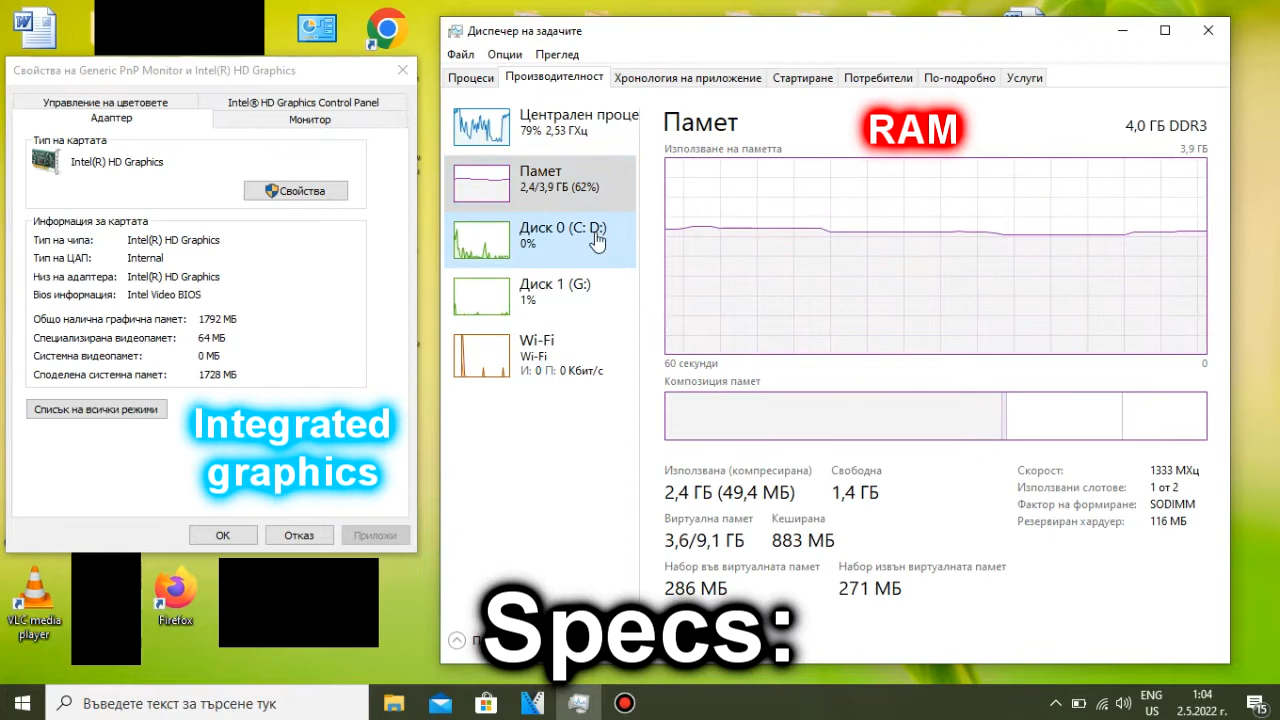 Свойства на Generic PnP Monitor и Intel(R) HD Graphics
Управление на цветовете
Intel® HD Graphics Control Panel
Адаптер
Монитор
Тип на картата
Intel(R) HD Graphics
Свойства
Информация за картата
Тип на чипа: Intel(R) HD Graphics
Тип на ЦАП: Internal
Низ на адаптера: Intel(R) HD Graphics
Bios информация: Intel Video BIOS
Общо налична графична памет: 1792 МБ
Специализирана видеопамет: 64 МБ
Системна видеопамет: 0 МБ
Споделена системна памет: 1728 МБ
Списък на всички режими
Integrated
graphics
ОК
Отказ
Приложи
VLC media
player
Firefox
Диспечер на задачите
Файл Опции Преглед
Процеси Производителност Хронология на приложение Стартиране Потребители По-подробно Услуги
Централен проце
79% 2,53 ГХц
Памет
2,4/3,9 ГБ (62%)
Диск 0 (C: D:)
0%
Диск 1 (G:)
1%
Wi-Fi
Wi-Fi
И: 0 П: 0 Кбит/с
Памет
RAM
4,0 ГБ DDR3
Използване на паметта
3,9 ГБ
60 секунди
0
Композиция памет
Използвана (компресирана)
Свободна
2,4 ГБ (49,4 МБ)
1,4 ГБ
Виртуална памет
Кеширана
3,6/9,1 ГБ
883 МБ
Набор във виртуалната памет
Набор извън виртуалната памет
286 МБ
271 МБ
Скорост: 1333 МХц
Използвани слотове: 1 от 2
Фактор на формиране: SODIMM
Резервиран хардуер: 116 МБ
Specs:
Въведете текст за търсене тук
ENG
US
1:04
2.5.2022 г.
15